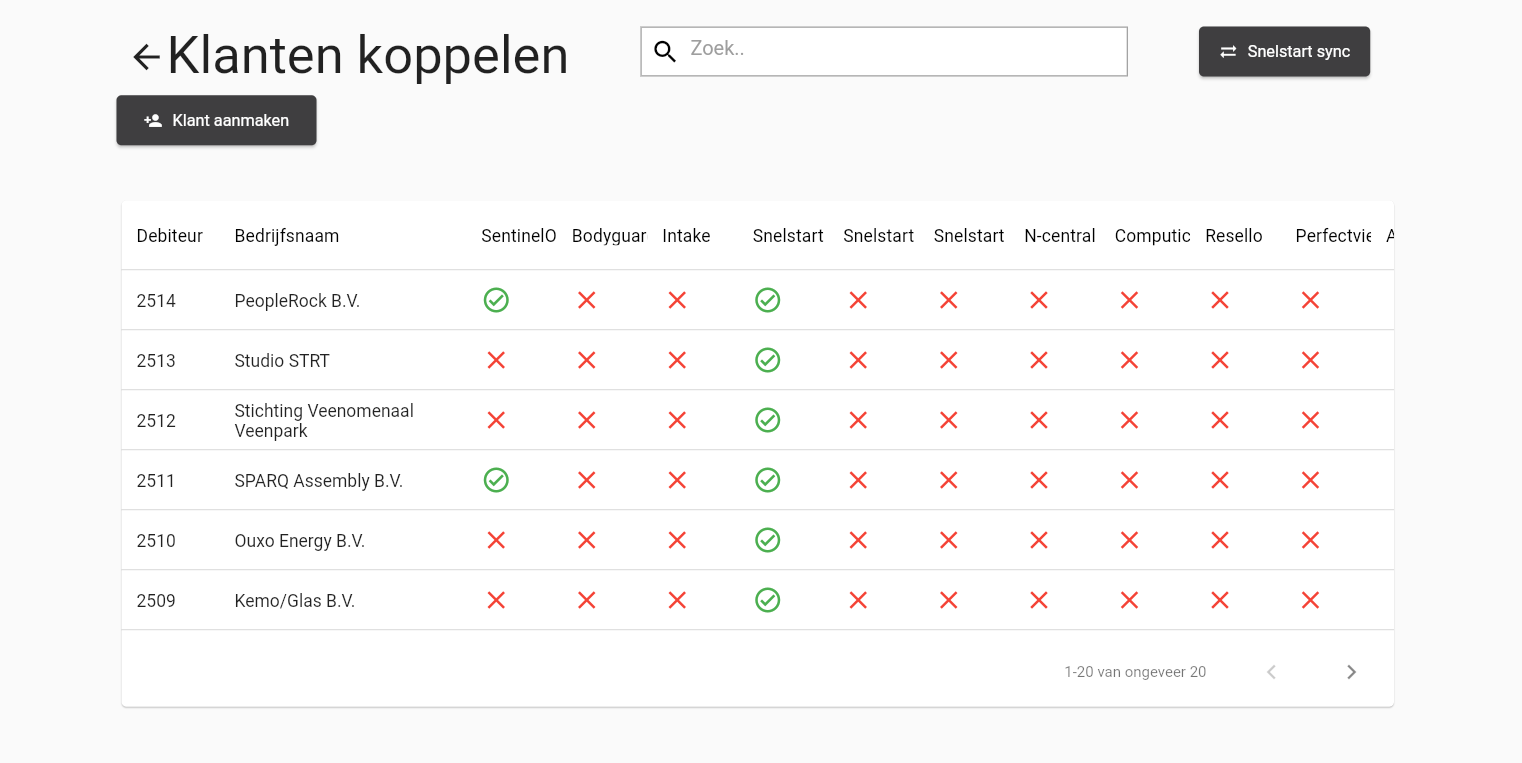 Klanten koppelen
Zoek..
Snelstart sync
Klant aanmaken
Debiteur Bedrijfsnaam SentinelO Bodyguar Intake Snelstart Snelstart Snelstart N-central Computic Resello Perfectvie A
2514 PeopleRock B.V.
2513 Studio STRT
2512 Stichting Veenomenaal
Veenpark
2511 SPARQ Assembly B.V.
2510 Ouxo Energy B.V.
2509 Kemo/Glas B.V.
1-20 van ongeveer 20